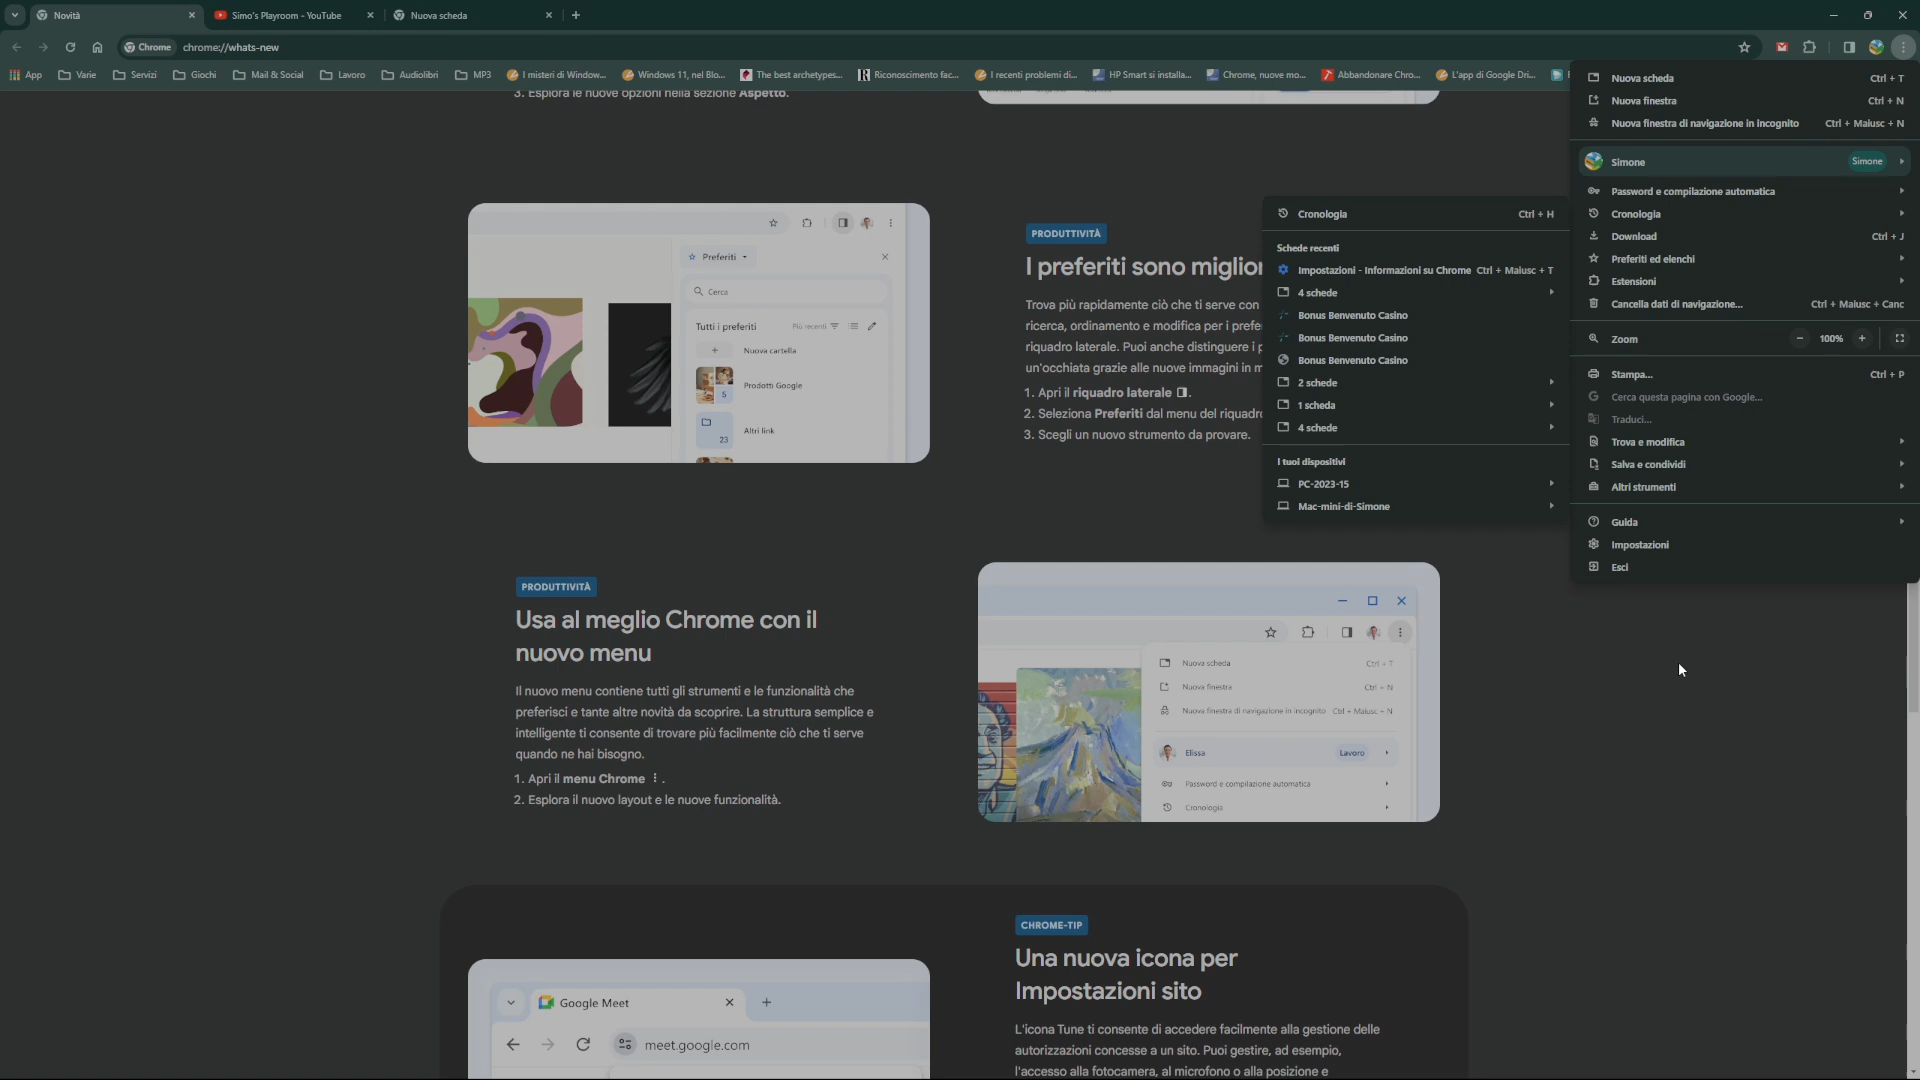 Novità
Simo's Playroom - YouTube
Nuova scheda
Chrome
chrome://whats-new
App
Varie
Servizi
Giochi
Mail & Social
Lavoro
Audiolibri
MP3
I misteri di Window...
Windows 11, nel Blo...
The best archetypes...
Riconoscimento fac...
I recenti problemi di...
HP Smart si installa...
Chrome, nuove mo...
Abbandonare Chro...
L'app di Google Dri...
3. Esplora le nuove opzioni nella sezione Aspetto.
Preferiti
Cerca
Tutti i preferiti
Più recenti
Nuova cartella
5
Prodotti Google
23
Altri link
PRODUTTIVITÀ
I preferiti sono miglior
Trova più rapidamente ciò che ti serve con
ricerca, ordinamento e modifica per i prefe
riquadro laterale. Puoi anche distinguere i p
un'occhiata grazie alle nuove immagini in m
1. Apri il riquadro laterale .
2. Seleziona Preferiti dal menu del riquadro
3. Scegli un nuovo strumento da provare.
Cronologia Ctrl + H
Schede recenti
Impostazioni - Informazioni su Chrome Ctrl + Maiusc + T
4 schede
Bonus Benvenuto Casino
Bonus Benvenuto Casino
Bonus Benvenuto Casino
2 schede
1 scheda
4 schede
I tuoi dispositivi
PC-2023-15
Mac-mini-di-Simone
Nuova scheda Ctrl + T
Nuova finestra Ctrl + N
Nuova finestra di navigazione in incognito Ctrl + Maiusc + N
Simone Simone
Password e compilazione automatica
Cronologia
Download Ctrl + J
Preferiti ed elenchi
Estensioni
Cancella dati di navigazione... Ctrl + Maiusc + Canc
Zoom − 100% +
Stampa... Ctrl + P
Cerca questa pagina con Google...
Traduci...
Trova e modifica
Salva e condividi
Altri strumenti
Guida
Impostazioni
Esci
PRODUTTIVITÀ
Usa al meglio Chrome con il
nuovo menu
Il nuovo menu contiene tutti gli strumenti e le funzionalità che
preferisci e tante altre novità da scoprire. La struttura semplice e
intelligente ti consente di trovare più facilmente ciò che ti serve
quando ne hai bisogno.
1. Apri il menu Chrome ⋮ .
2. Esplora il nuovo layout e le nuove funzionalità.
Nuova scheda Ctrl + T
Nuova finestra Ctrl + N
Nuova finestra di navigazione in incognito Ctrl + Maiusc + N
Elissa Lavoro
Password e compilazione automatica
Cronologia
Google Meet
meet.google.com
CHROME-TIP
Una nuova icona per
Impostazioni sito
L'icona Tune ti consente di accedere facilmente alla gestione delle
autorizzazioni concesse a un sito. Puoi gestire, ad esempio,
l'accesso alla fotocamera, al microfono o alla posizione e